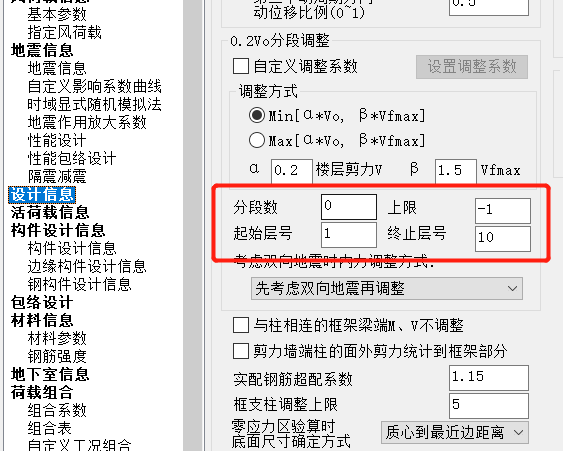 基本参数
指定风荷载
地震信息
地震信息
自定义影响系数曲线
时域显式随机模拟法
地震作用放大系数
性能设计
性能包络设计
隔震减震
设计信息
活荷载信息
构件设计信息
构件设计信息
边缘构件设计信息
钢构件设计信息
包络设计
材料信息
材料参数
钢筋强度
地下室信息
荷载组合
组合系数
组合表
自定义工况组合
动位移比例(0~1) 0.5
0.2Vo分段调整
自定义调整系数 设置调整系数
调整方式
Min[α*Vo, β*Vfmax]
Max[α*Vo, β*Vfmax]
α 0.2 楼层剪力V β 1.5 Vfmax
分段数 0 上限 -1
起始层号 1 终止层号 10
考虑双向地震时内力调整方式:
先考虑双向地震再调整
与柱相连的框架梁端M、V不调整
剪力墙端柱的面外剪力统计到框架部分
实配钢筋超配系数 1.15
框支柱调整上限 5
零应力区验算时
底面尺寸确定方式 质心到最近边距离